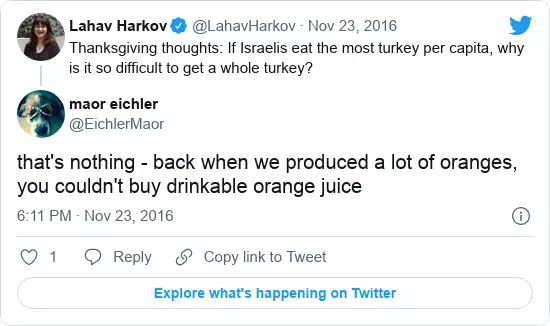 Lahav Harkov @LahavHarkov · Nov 23, 2016
Thanksgiving thoughts: If Israelis eat the most turkey per capita, why
is it so difficult to get a whole turkey?
maor eichler
@EichlerMaor
that's nothing - back when we produced a lot of oranges,
you couldn't buy drinkable orange juice
6:11 PM · Nov 23, 2016
1 Reply Copy link to Tweet
Explore what's happening on Twitter